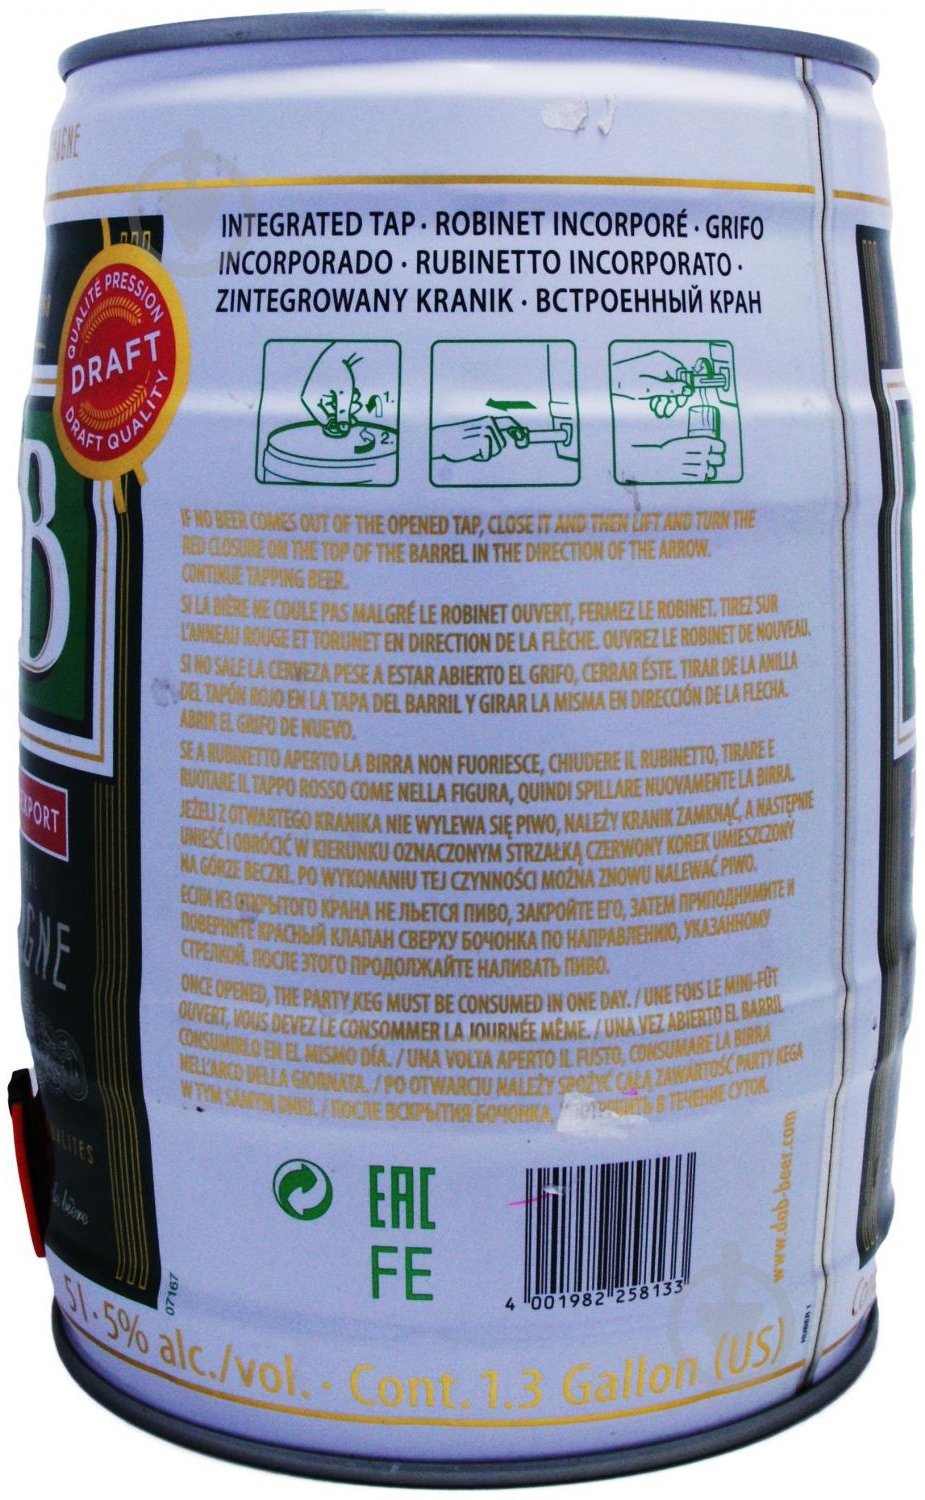 AGNE
INTEGRATED TAP · ROBINET INCORPORÉ · GRIFO
INCORPORADO · RUBINETTO INCORPORATO ·
ZINTEGROWANY KRANIK · ВСТРОЕННЫЙ КРАН
QUALITÉ PRESSION
DRAFT
DRAFT QUALITY
1.
2.
B
IF NO BEER COMES OUT OF THE OPENED TAP, CLOSE IT AND THEN LIFT AND TURN THE
RED CLOSURE ON THE TOP OF THE BARREL IN THE DIRECTION OF THE ARROW.
CONTINUE TAPPING BEER.
SI LA BIÈRE NE COULE PAS MALGRÉ LE ROBINET OUVERT, FERMEZ LE ROBINET. TIREZ SUR
L'ANNEAU ROUGE ET TORUNET EN DIRECTION DE LA FLÈCHE. OUVREZ LE ROBINET DE NOUVEAU.
SI NO SALE LA CERVEZA PESE A ESTAR ABIERTO EL GRIFO, CERRAR ÉSTE. TIRAR DE LA ANILLA
DEL TAPÓN ROJO EN LA TAPA DEL BARRIL Y GIRAR LA MISMA EN DIRECCIÓN DE LA FLECHA.
ABRIR EL GRIFO DE NUEVO.
SE A RUBINETTO APERTO LA BIRRA NON FUORIESCE, CHIUDERE IL RUBINETTO, TIRARE E
RUOTARE IL TAPPO ROSSO COME NELLA FIGURA, QUINDI SPILLARE NUOVAMENTE LA BIRRA.
JEŻELI Z OTWARTEGO KRANIKA NIE WYLEWA SIĘ PIWO, NALEŻY KRANIK ZAMKNĄĆ, A NASTĘPNIE
UNIEŚĆ I OBRÓCIĆ W KIERUNKU OZNACZONYM STRZAŁKĄ CZERWONY KOREK UMIESZCZONY
NA GÓRZE BECZKI. PO WYKONANIU TEJ CZYNNOŚCI MOŻNA ZNOWU NALEWAĆ PIWO.
ЕСЛИ ИЗ ОТКРЫТОГО КРАНА НЕ ЛЬЕТСЯ ПИВО, ЗАКРОЙТЕ ЕГО, ЗАТЕМ ПРИПОДНИМИТЕ И
ПОВЕРНИТЕ КРАСНЫЙ КЛАПАН СВЕРХУ БОЧОНКА ПО НАПРАВЛЕНИЮ, УКАЗАННОМУ
СТРЕЛКОЙ. ПОСЛЕ ЭТОГО ПРОДОЛЖАЙТЕ НАЛИВАТЬ ПИВО.
ONCE OPENED, THE PARTY KEG MUST BE CONSUMED IN ONE DAY. / UNE FOIS LE MINI-FÛT
OUVERT, VOUS DEVEZ LE CONSOMMER LA JOURNÉE MÊME. / UNA VEZ ABIERTO EL BARRIL
CONSUMIRLO EN EL MISMO DÍA. / UNA VOLTA APERTO IL FUSTO, CONSUMARE LA BIRRA
NELL'ARCO DELLA GIORNATA. / PO OTWARCIU NALEŻY SPOŻYĆ CAŁĄ ZAWARTOŚĆ PARTY KEGA
W TYM SAMYM DNIU. / ПОСЛЕ ВСКРЫТИЯ БОЧОНКА, УПОТРЕБИТЬ В ТЕЧЕНИЕ СУТОК.
EXPORT
GNE
ALITÉS
bière
EAC
FE
4 001982 258133
www.dab-beer.com
07167
HUBER 1
5 l · 5% alc./vol. · Cont. 1.3 Gallon (US)